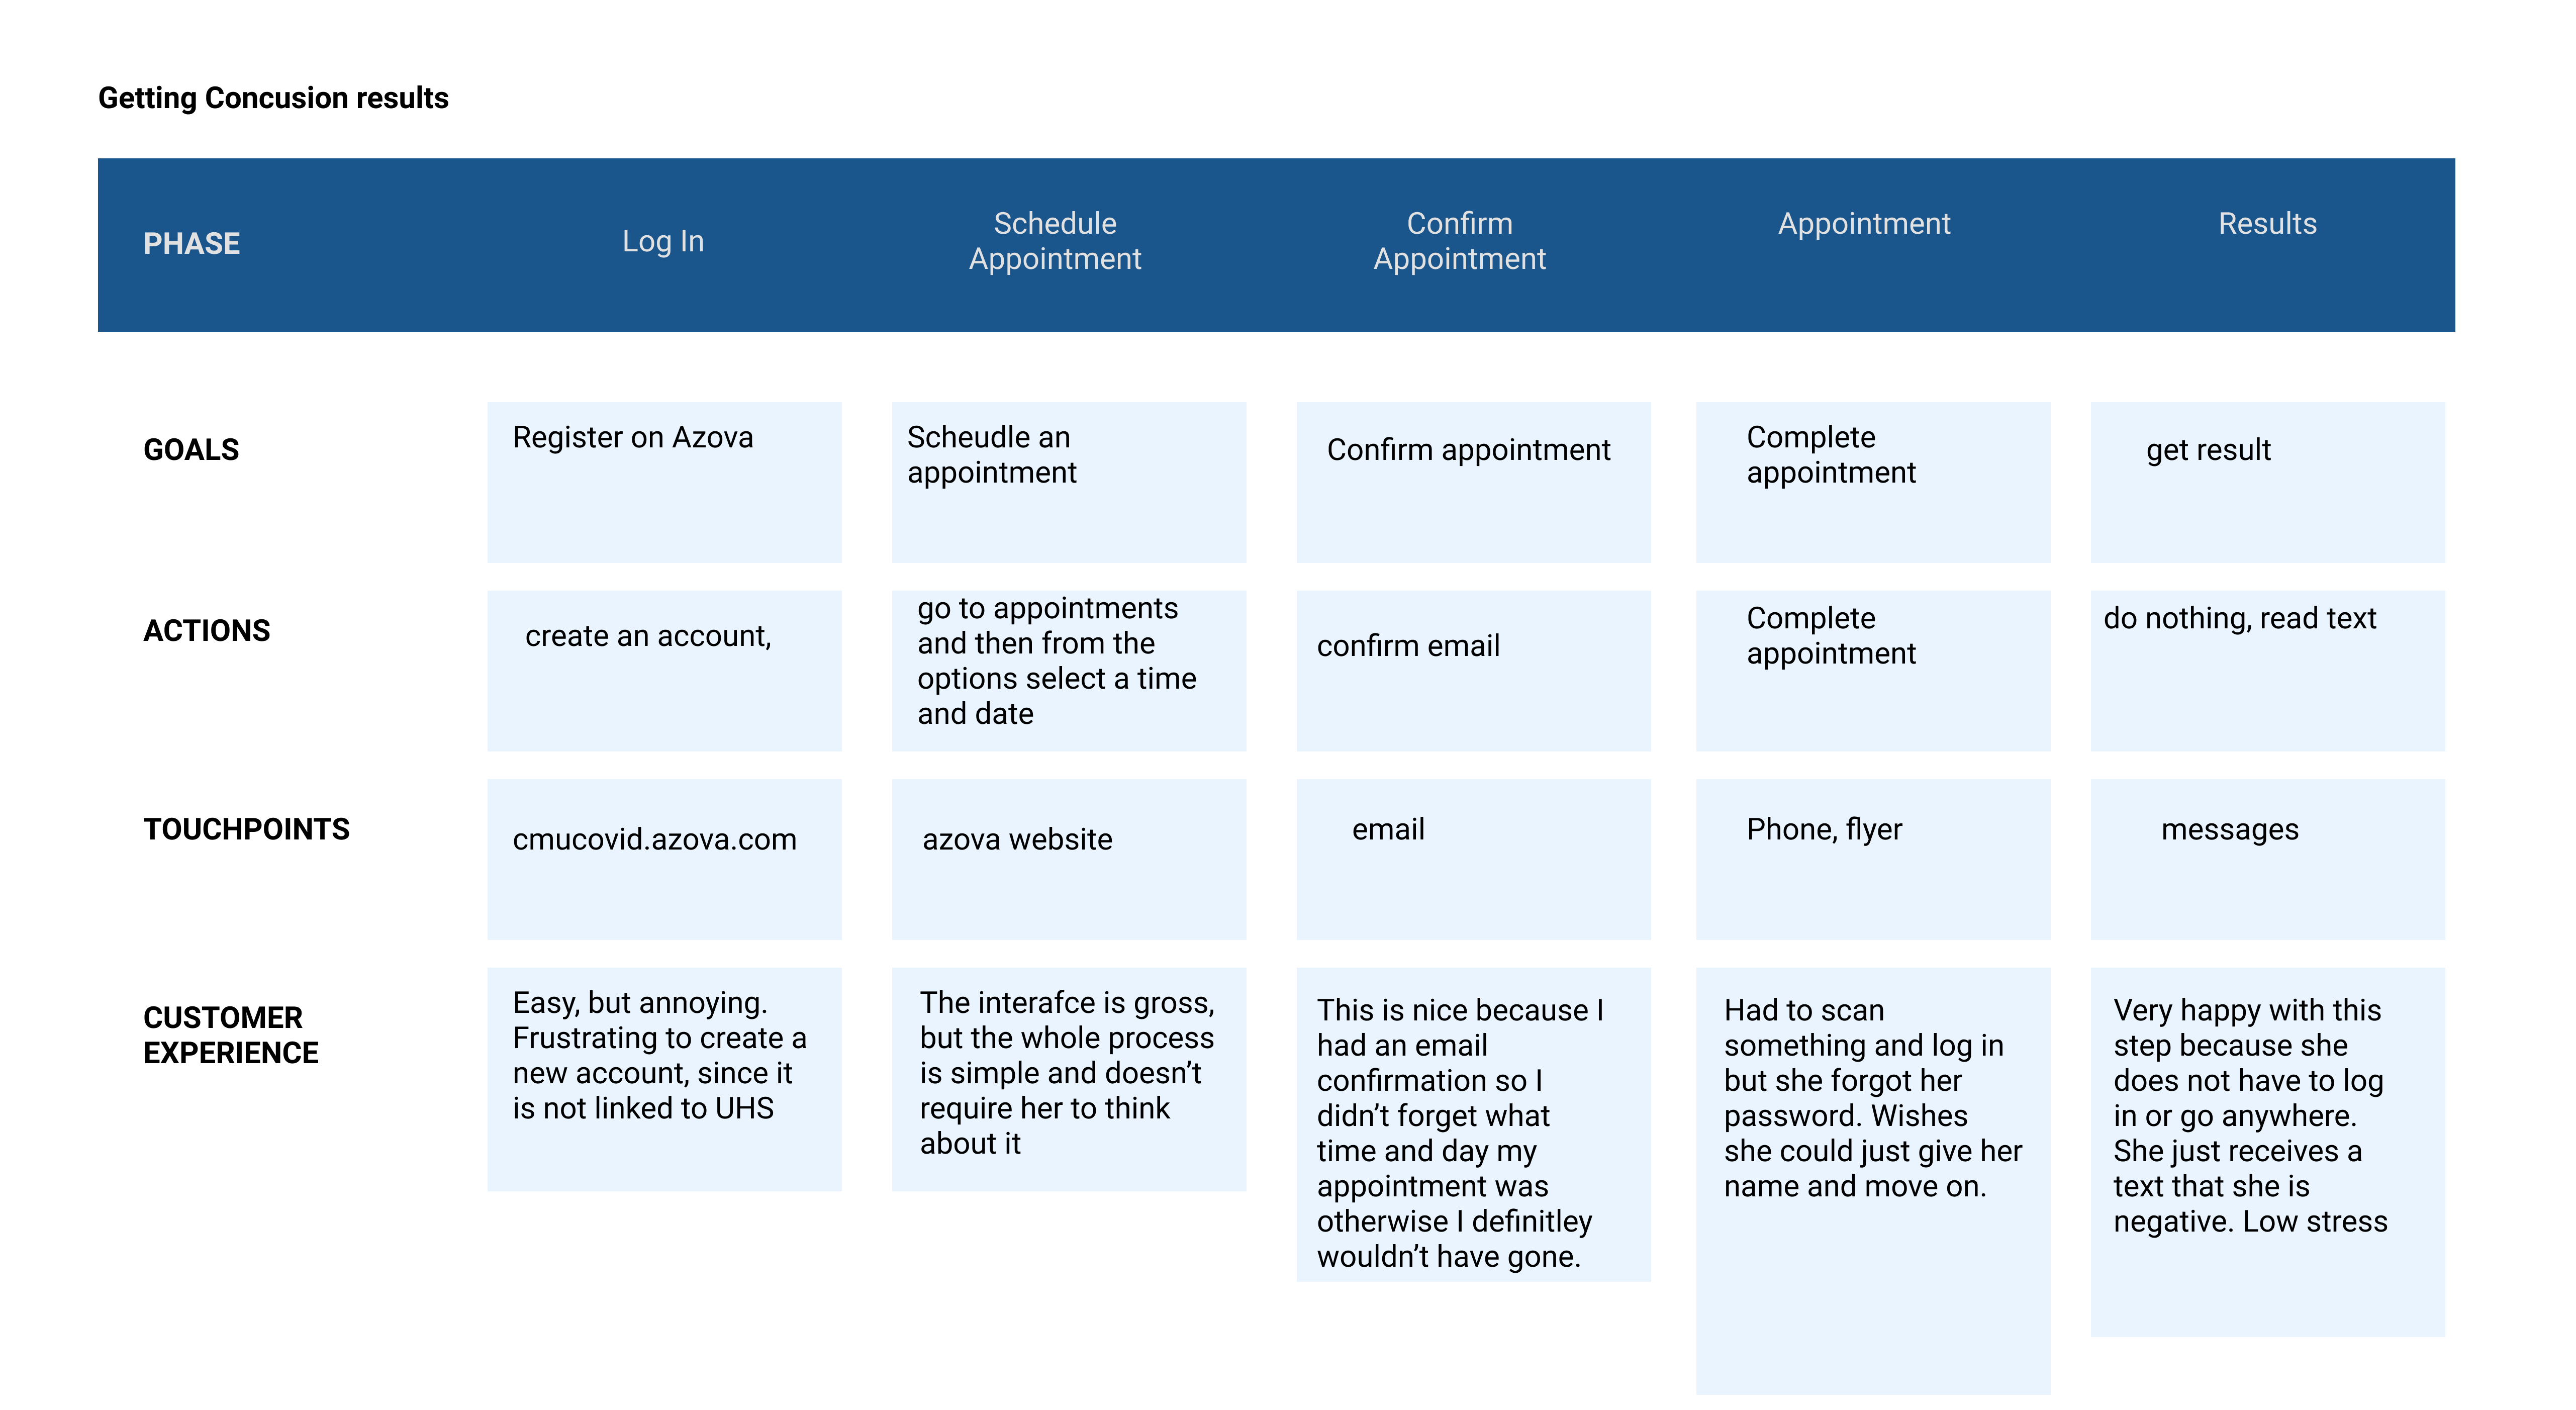 Getting Concusion results
PHASE
Log In
Schedule
Appointment
Confirm
Appointment
Appointment
Results
GOALS
Register on Azova
Scheudle an
appointment
Confirm appointment
Complete
appointment
get result
ACTIONS
create an account,
go to appointments
and then from the
options select a time
and date
confirm email
Complete
appointment
do nothing, read text
TOUCHPOINTS
cmucovid.azova.com
azova website
email
Phone, flyer
messages
CUSTOMER
EXPERIENCE
Easy, but annoying.
Frustrating to create a
new account, since it
is not linked to UHS
The interafce is gross,
but the whole process
is simple and doesn't
require her to think
about it
This is nice because I
had an email
confirmation so I
didn't forget what
time and day my
appointment was
otherwise I definitley
wouldn't have gone.
Had to scan
something and log in
but she forgot her
password. Wishes
she could just give her
name and move on.
Very happy with this
step because she
does not have to log
in or go anywhere.
She just receives a
text that she is
negative. Low stress